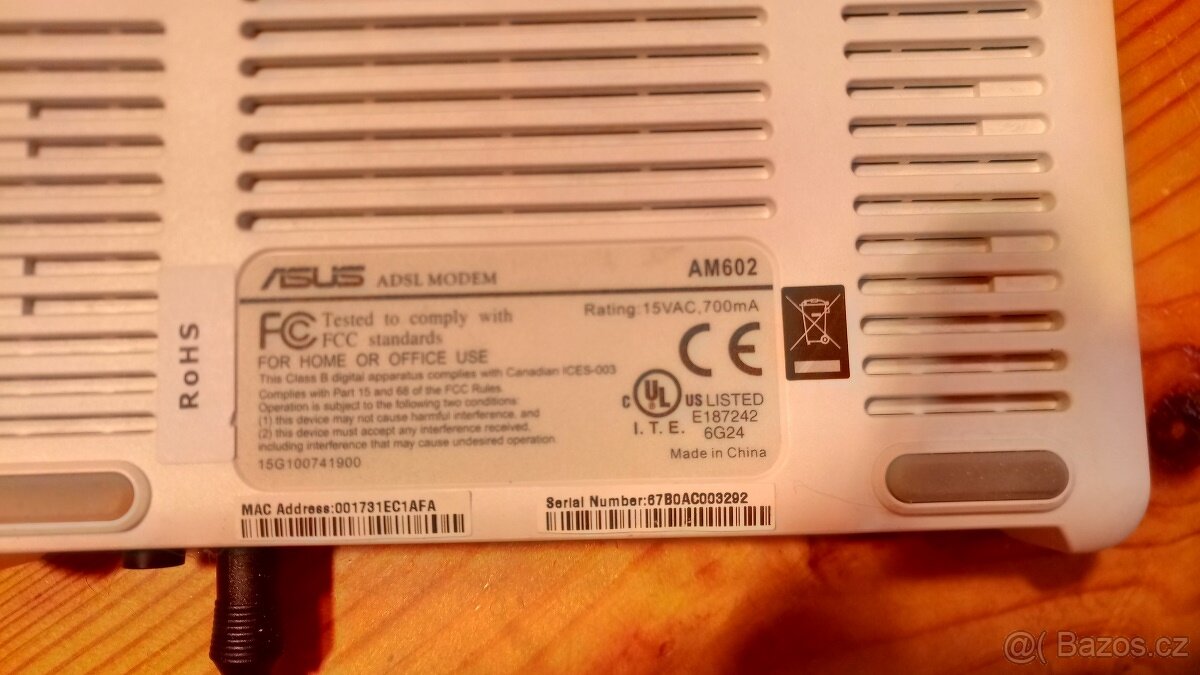 ASUS ADSL MODEM AM602
Rating:15VAC,700mA
FC Tested to comply with
FCC standards
FOR HOME OR OFFICE USE
This Class B digital apparatus complies with Canadian ICES-003
Complies with Part 15 and 68 of the FCC Rules.
Operation is subject to the following two conditions:
(1) this device may not cause harmful interference, and
(2) this device must accept any interference received,
including interference that may cause undesired operation.
15G100741900
CE
C UL US LISTED
I.T.E. E187242
6G24
Made in China
RoHS
MAC Address:001731EC1AFA
Serial Number:67B0AC003292
@( Bazos.cz